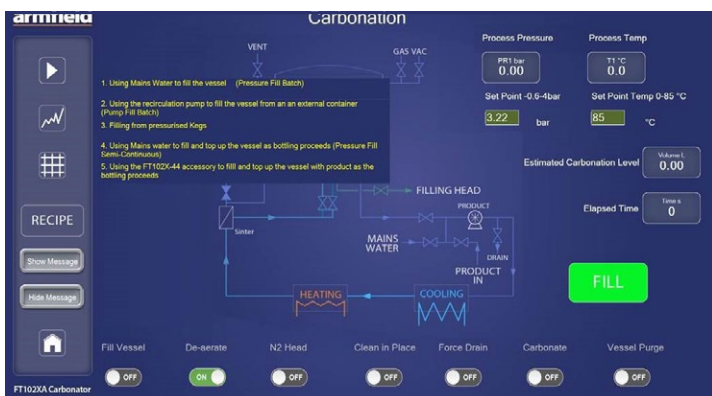 armfield
Carbonation
VENT
GAS VAC
Process Pressure
Process Temp
PR1 bar
0.00
T1 °C
0.0
1. Using Mains Water to fill the vessel (Pressure Fill Batch)
2. Using the recirculation pump to fill the vessel from an an external container
(Pump Fill Batch)
3. Filling from pressurised Kegs
4. Using Mains water to fill and top up the vessel as bottling proceeds (Pressure Fill
Semi-Continuous)
5. Using the FT102X-44 accessory to fill and top up the vessel with product as the
bottling proceeds
Set Point -0.6-4bar
Set Point Temp 0-85 °C
3.22
bar
85
°C
Estimated Carbonation Level
Volume L
0.00
FILLING HEAD
PRODUCT
Elapsed Time
Time s
0
RECIPE
Sinter
MAINS
WATER
DRAIN
PRODUCT
IN
Show Message
Hide Message
HEATING
COOLING
FILL
Fill Vessel
De-aerate
N2 Head
Clean in Place
Force Drain
Carbonate
Vessel Purge
OFF
ON
OFF
OFF
OFF
OFF
OFF
FT102XA Carbonator